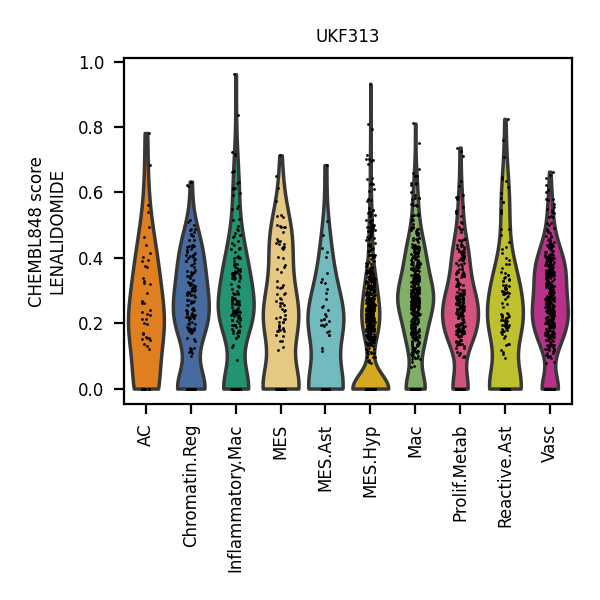 UKF313
CHEMBL848 score
LENALIDOMIDE
1.0
0.8
0.6
0.4
0.2
0.0
AC
Chromatin.Reg
Inflammatory.Mac
MES
MES.Ast
MES.Hyp
Mac
Prolif.Metab
Reactive.Ast
Vasc